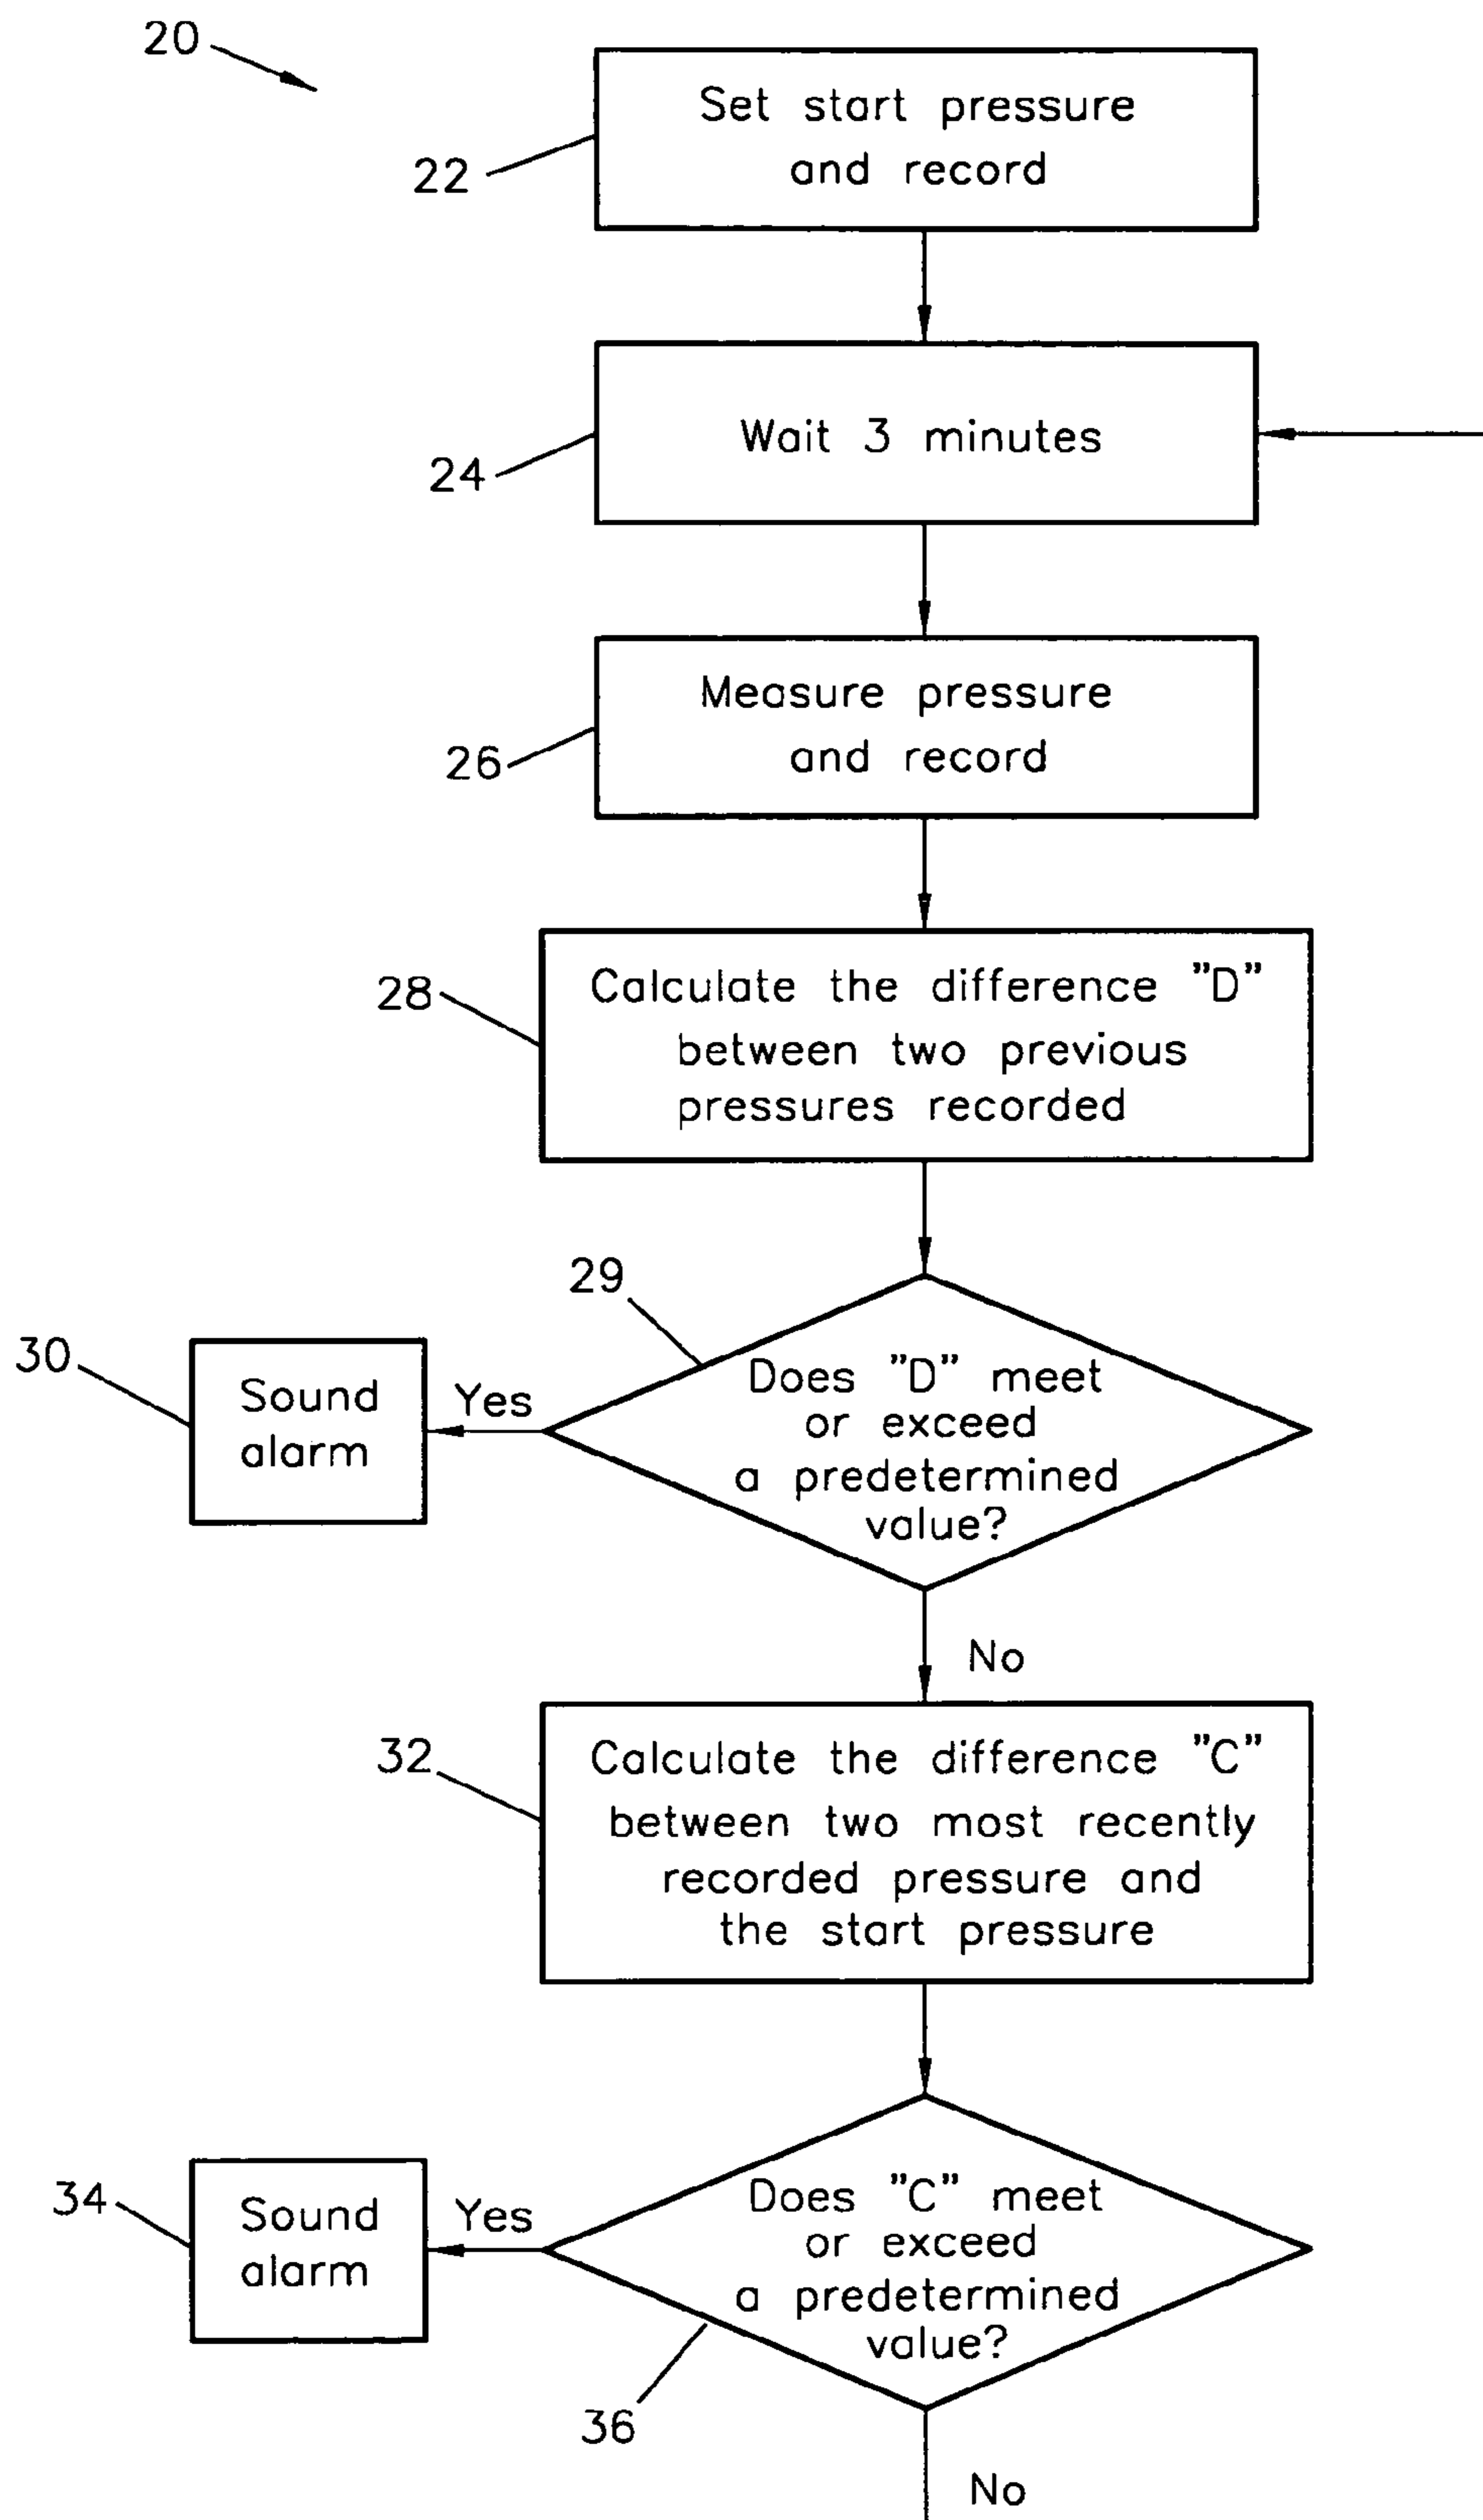 20
Set start pressure
and record
22
Wait 3 minutes
24
Measure pressure
and record
26
Calculate the difference "D"
between two previous
pressures recorded
28
29
Does "D" meet
or exceed
a predetermined
value?
Yes
30
Sound
alarm
No
Calculate the difference "C"
between two most recently
recorded pressure and
the start pressure
32
Does "C" meet
or exceed
a predetermined
value?
Yes
34
Sound
alarm
36
No